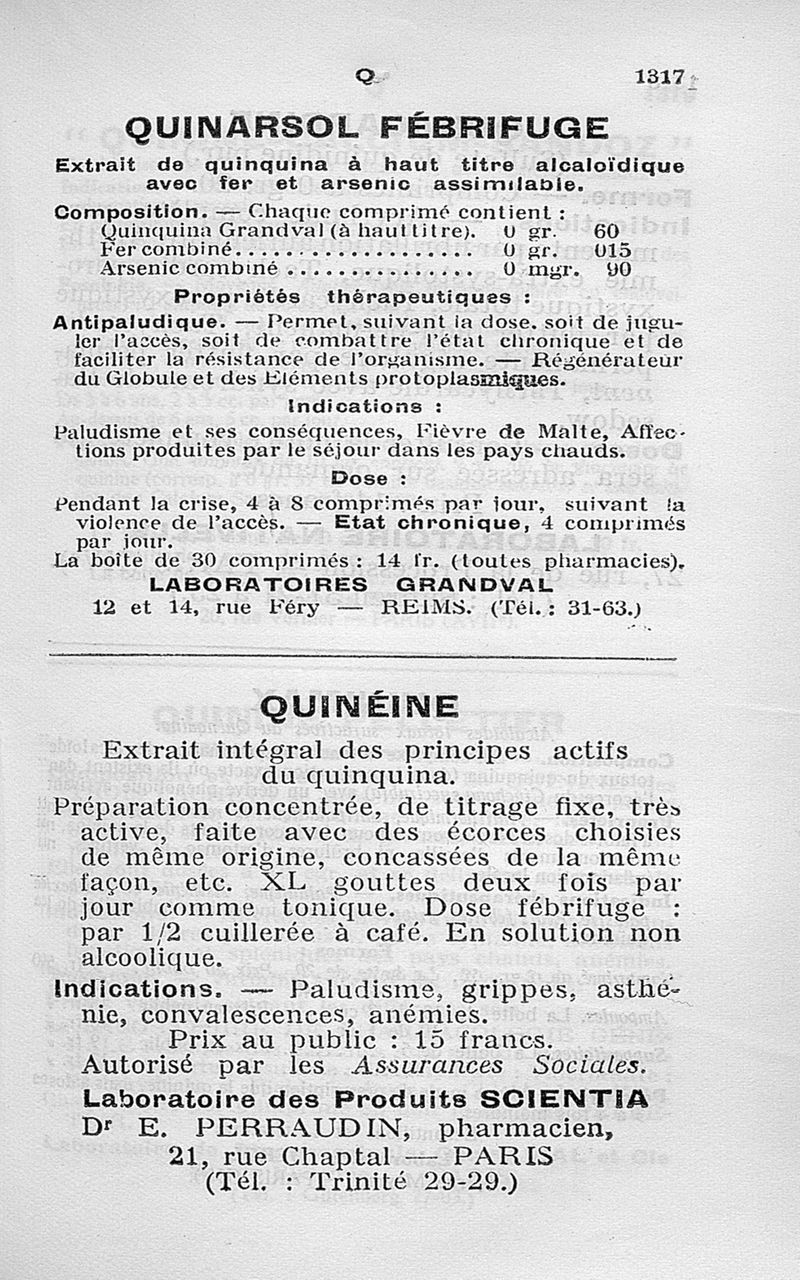 Q
1317
QUINARSOL FÉBRIFUGE
Extrait de quinquina à haut titre alcaloïdique
avec fer et arsenic assimilable.
Composition. — Chaque comprimé contient :
Quinquina Grandval (à haut titre). 0 gr. 60
Fer combiné.................... 0 gr. 015
Arsenic combiné ............... 0 mgr. 90
Propriétés thérapeutiques :
Antipaludique. — Permet, suivant la dose, soit de jugu-
ler l'accès, soit de combattre l'état chronique et de
faciliter la résistance de l'organisme. — Régénérateur
du Globule et des Eléments protoplasmiques.
Indications :
Paludisme et ses conséquences, Fièvre de Malte, Affec-
tions produites par le séjour dans les pays chauds.
Dose :
Pendant la crise, 4 à 8 comprimés par jour, suivant la
violence de l'accès. — Etat chronique, 4 comprimés
par jour.
La boîte de 30 comprimés : 14 fr. (toutes pharmacies).
LABORATOIRES GRANDVAL
12 et 14, rue Féry — REIMS. (Tél. : 31-63.)
QUINÉINE
Extrait intégral des principes actifs
du quinquina.
Préparation concentrée, de titrage fixe, très
active, faite avec des écorces choisies
de même origine, concassées de la même
façon, etc. XL gouttes deux fois par
jour comme tonique. Dose fébrifuge :
par 1/2 cuillerée à café. En solution non
alcoolique.
Indications. — Paludisme, grippes, asthé-
nie, convalescences, anémies.
Prix au public : 15 francs.
Autorisé par les Assurances Sociales.
Laboratoire des Produits SCIENTIA
Dr E. PERRAUDIN, pharmacien,
21, rue Chaptal — PARIS
(Tél. : Trinité 29-29.)